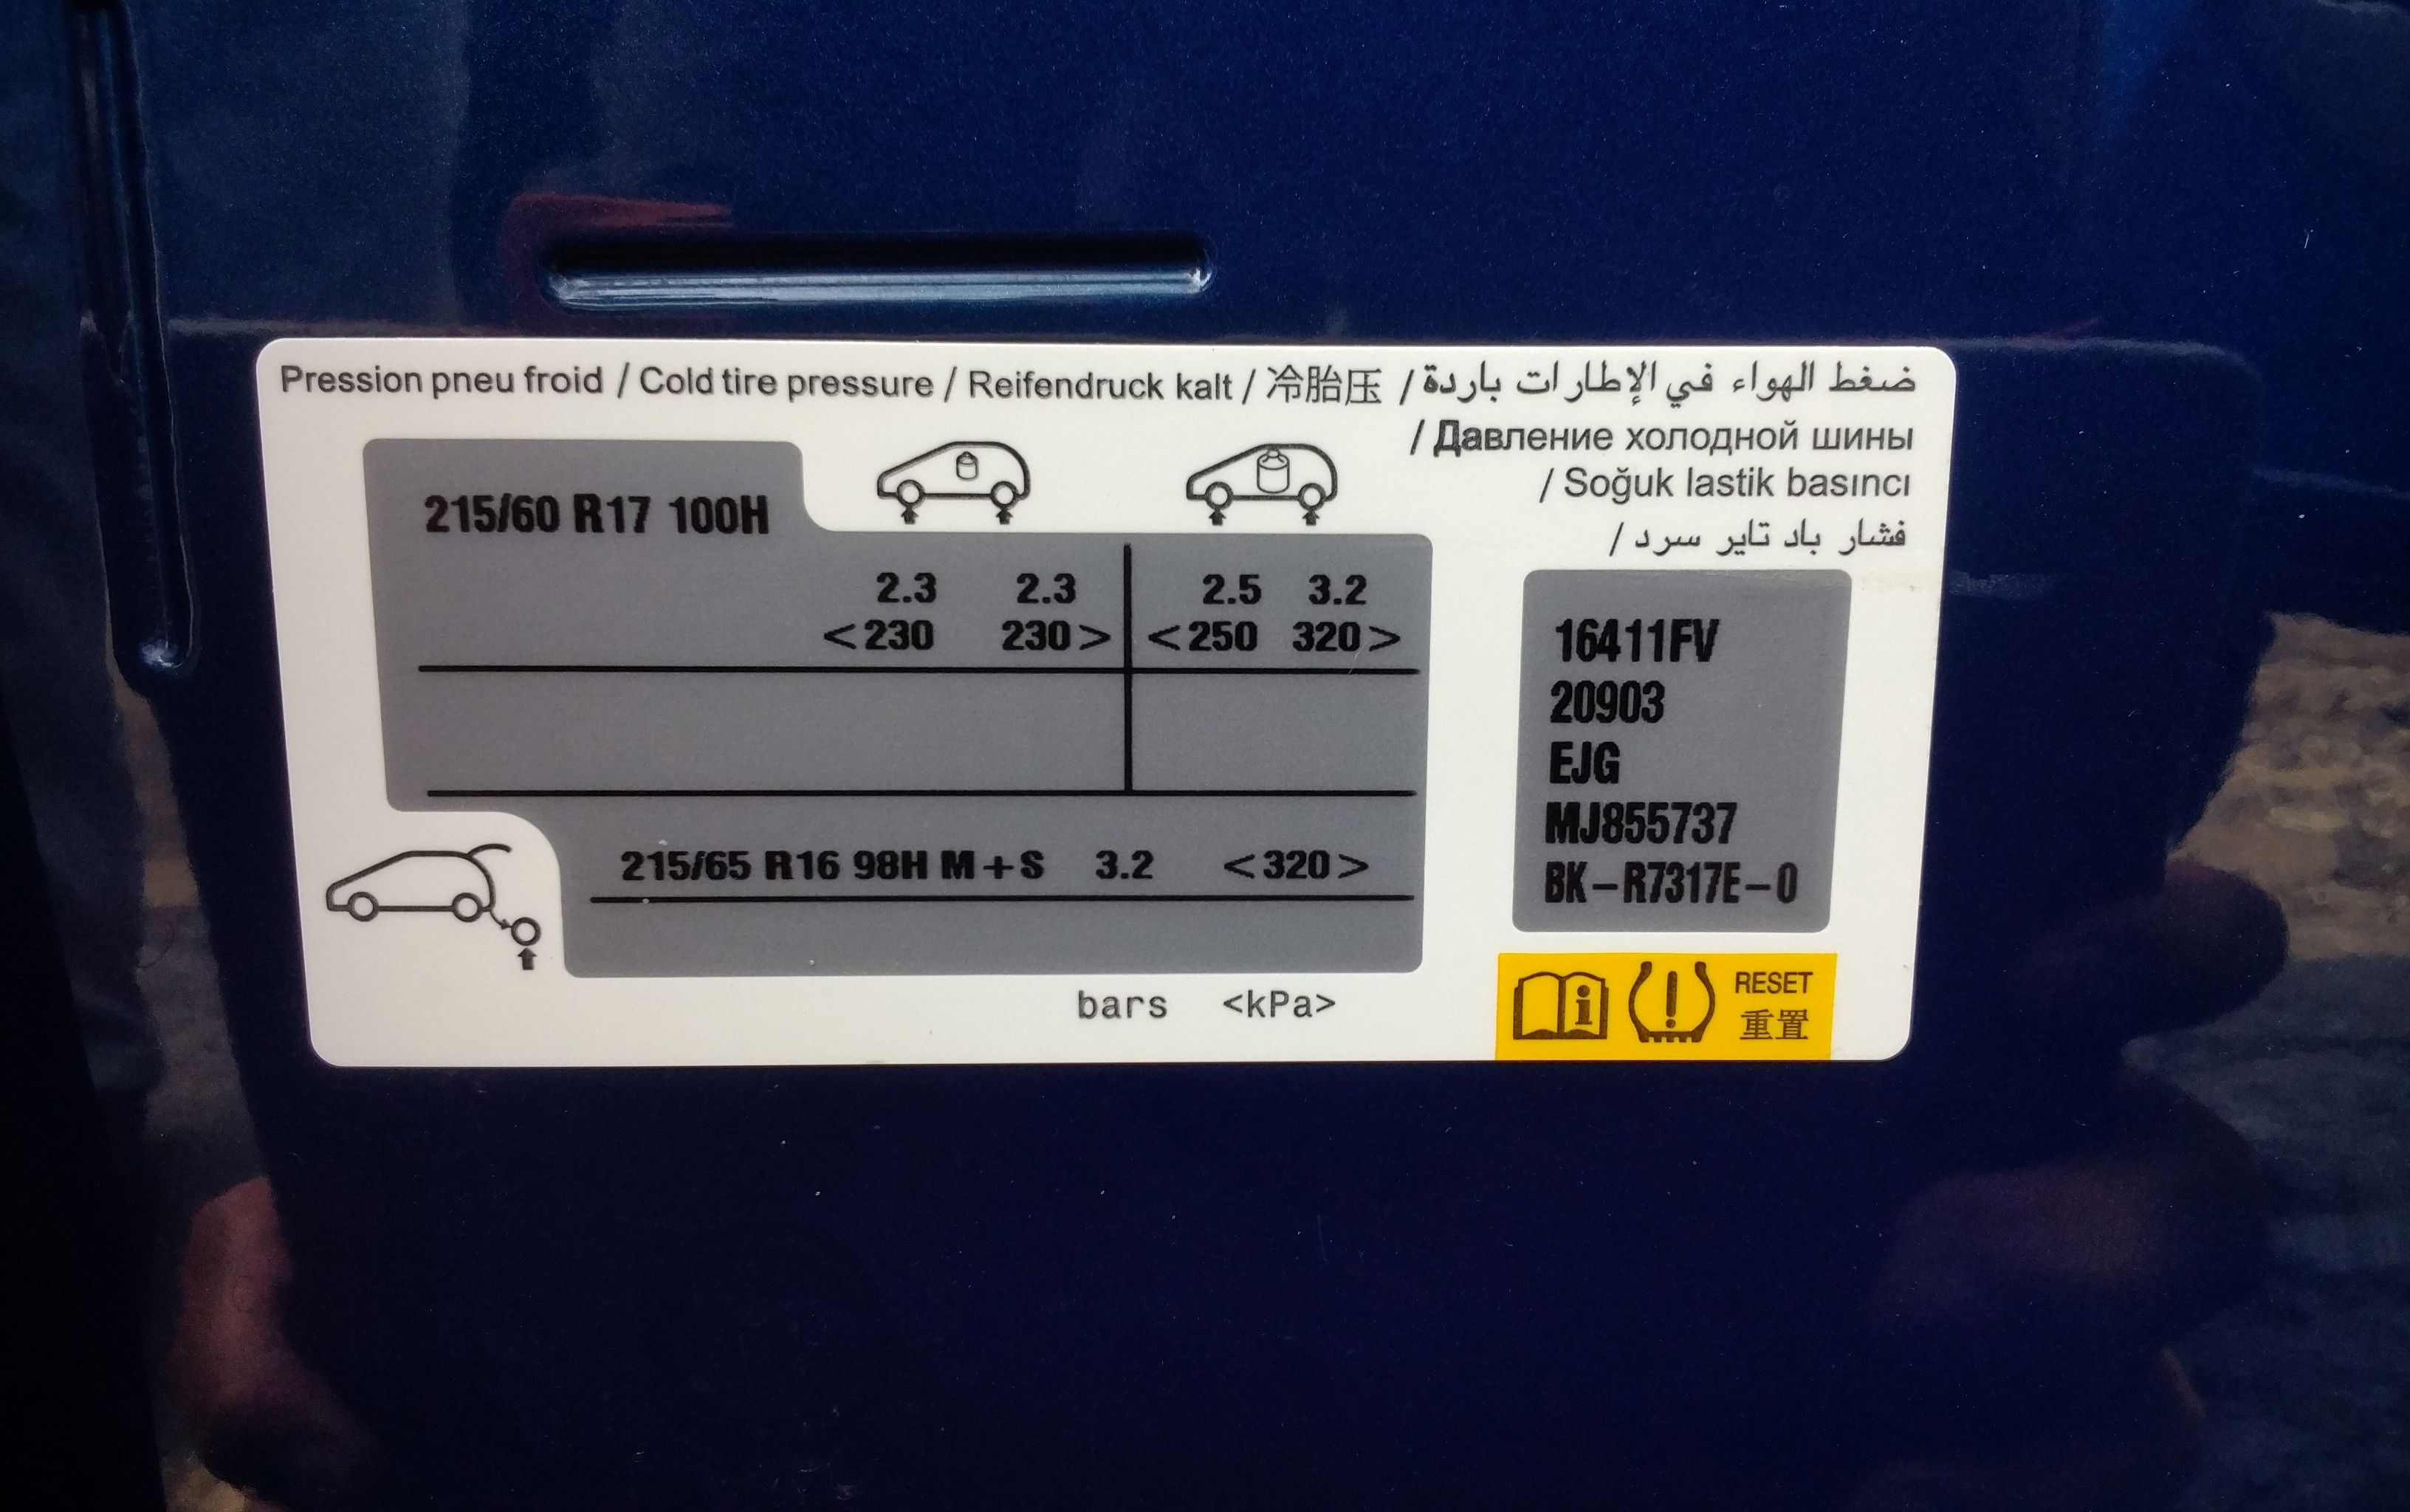 Pression pneu froid / Cold tire pressure / Reifendruck kalt / 冷胎压 / ضغط الهواء في الإطارات باردة
/ Давление холодной шины
/ Soğuk lastik basıncı
/ فشار باد تایر سرد
215/60 R17 100H
2.3 2.3 2.5 3.2
<230 230> <250 320>
215/65 R16 98H M+S 3.2 <320>
bars <kPa>
16411FV
20903
EJG
MJ855737
BK-R7317E-0
RESET
重置